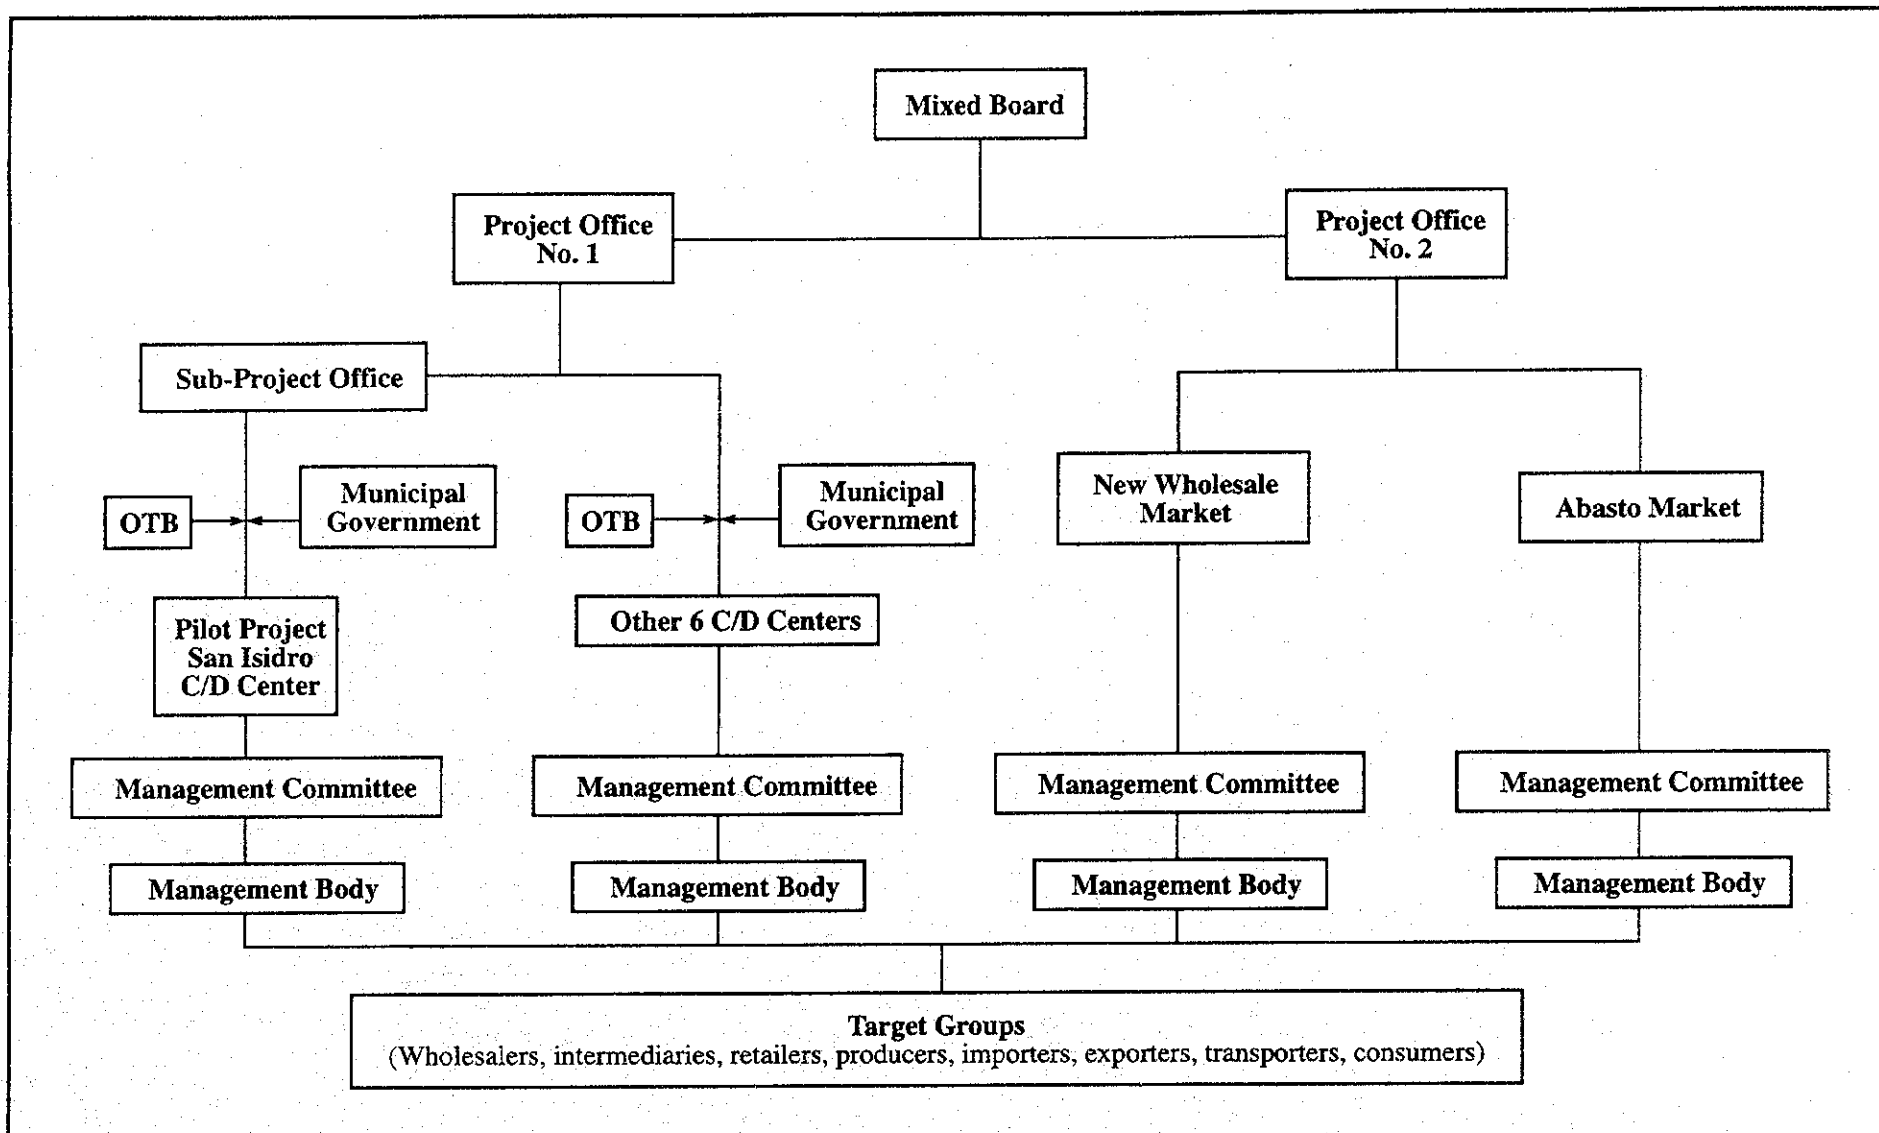 Mixed Board
Project Office
No. 1
Project Office
No. 2
Sub-Project Office
OTB
Municipal
Government
OTB
Municipal
Government
New Wholesale
Market
Abasto Market
Pilot Project
San Isidro
C/D Center
Other 6 C/D Centers
Management Committee
Management Committee
Management Committee
Management Committee
Management Body
Management Body
Management Body
Management Body
Target Groups
(Wholesalers, intermediaries, retailers, producers, importers, exporters, transporters, consumers)